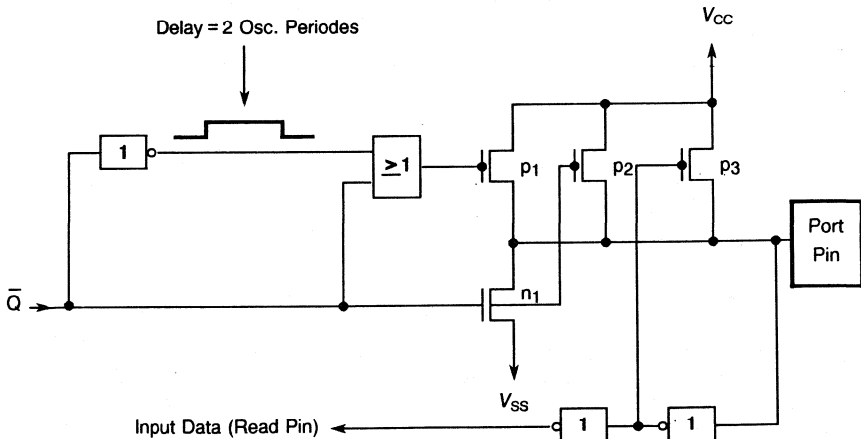 Delay = 2 Osc. Periodes
VCC
1
≥1
p1
p2
p3
Port
Pin
Q̅
n1
VSS
Input Data (Read Pin)
1
1